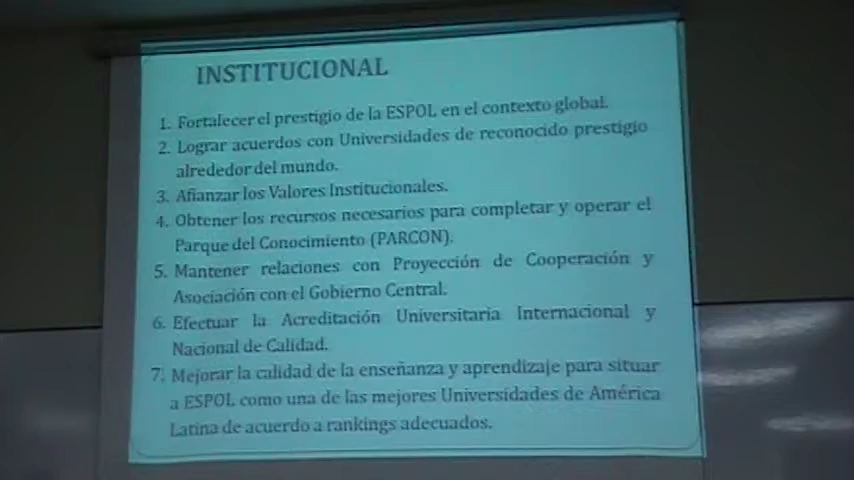 INSTITUCIONAL
1. Fortalecer el prestigio de la ESPOL en el contexto global.
2. Lograr acuerdos con Universidades de reconocido prestigio
alrededor del mundo.
3. Afianzar los Valores Institucionales.
4. Obtener los recursos necesarios para completar y operar el
Parque del Conocimiento (PARCON).
5. Mantener relaciones con Proyección de Cooperación y
Asociación con el Gobierno Central.
6. Efectuar la Acreditación Universitaria Internacional y
Nacional de Calidad.
7. Mejorar la calidad de la enseñanza y aprendizaje para situar
a ESPOL como una de las mejores Universidades de América
Latina de acuerdo a rankings adecuados.